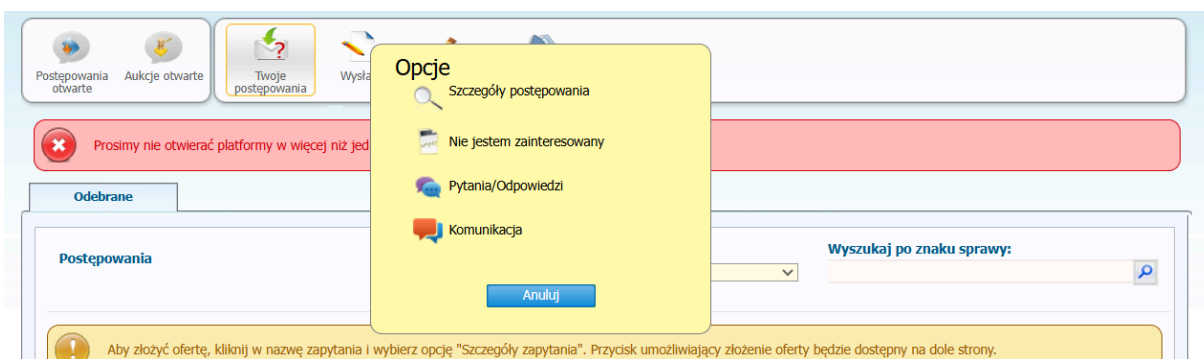 Postępowania
otwarte
Aukcje otwarte
Twoje
postępowania
Opcje
Szczegóły postępowania
Nie jestem zainteresowany
Pytania/Odpowiedzi
Komunikacja
Anuluj
Prosimy nie otwierać platformy w więcej niż
Odebrane
Postępowania
Wyszukaj po znaku sprawy:
Aby złożyć ofertę, kliknij w nazwę zapytania i wybierz opcję "Szczegóły zapytania". Przycisk umożliwiający złożenie oferty będzie dostępny na dole strony.